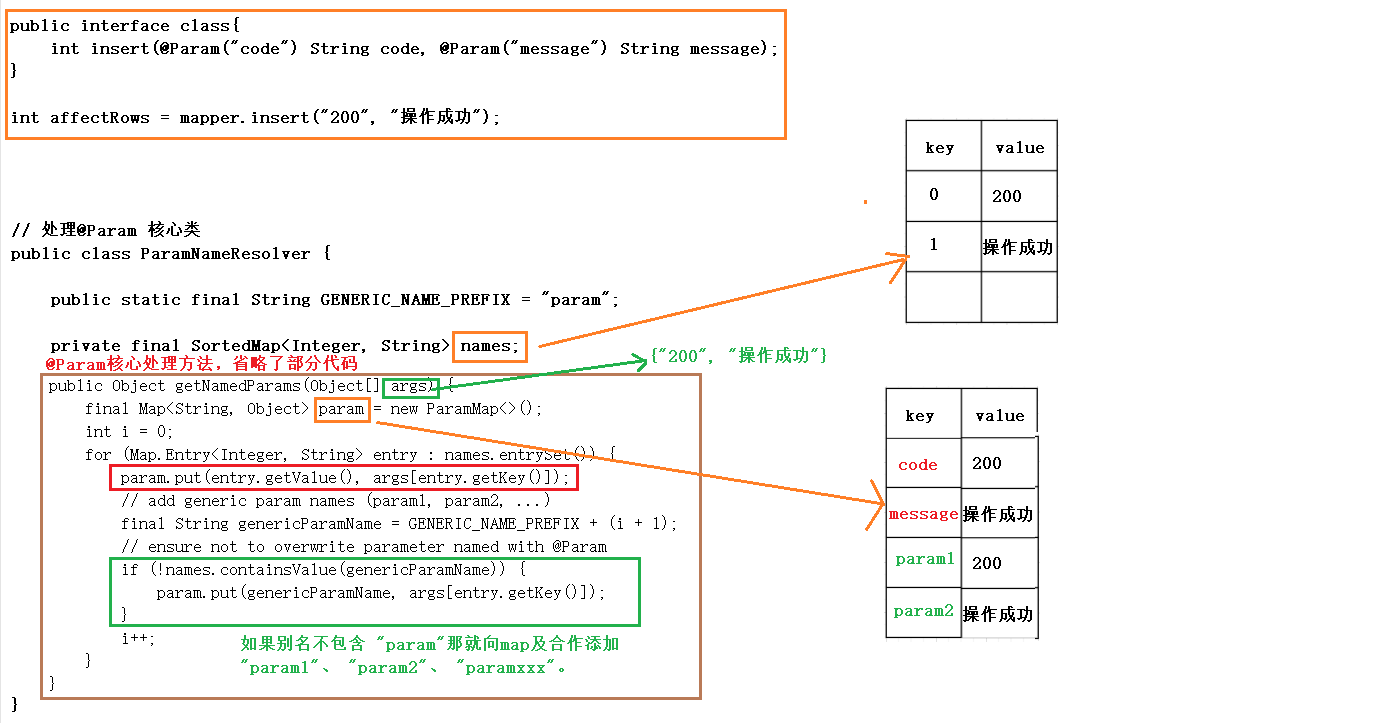 public interface class{
    int insert(@Param("code") String code, @Param("message") String message);
}
int affectRows = mapper.insert("200", "操作成功");
// 处理@Param 核心类
public class ParamNameResolver {
    public static final String GENERIC_NAME_PREFIX = "param";
    private final SortedMap<Integer, String> names;
@Param核心处理方法，省略了部分代码
    public Object getNamedParams(Object[] args) {
        final Map<String, Object> param = new ParamMap<>();
        int i = 0;
        for (Map.Entry<Integer, String> entry : names.entrySet()) {
            param.put(entry.getValue(), args[entry.getKey()]);
            // add generic param names (param1, param2, ...)
            final String genericParamName = GENERIC_NAME_PREFIX + (i + 1);
            // ensure not to overwrite parameter named with @Param
            if (!names.containsValue(genericParamName)) {
                param.put(genericParamName, args[entry.getKey()]);
            }
            i++;
        }
    }
}
如果别名不包含 "param"那就向map及合作添加
"param1"、 "param2"、 "paramxxx"。
{"200", "操作成功"}
key value
0 200
1 操作成功
key value
code 200
message 操作成功
param1 200
param2 操作成功